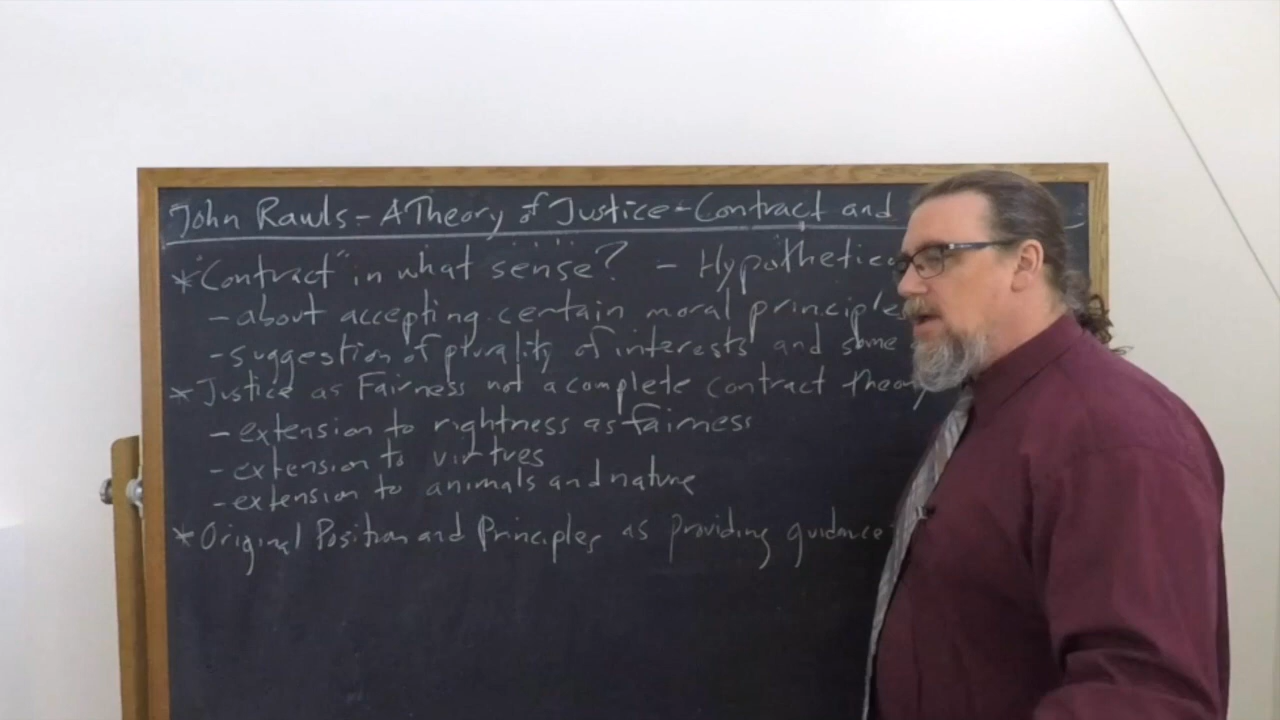 John Rawls - A Theory of Justice - Contract and
* "Contract" in what sense? - Hypothetic
- about accepting certain moral principle
- suggestion of plurality of interests and some
* Justice as Fairness not a complete contract theory
- extension to rightness as fairness
- extension to virtues
- extension to animals and nature
* Original Position and Principles as providing guidance